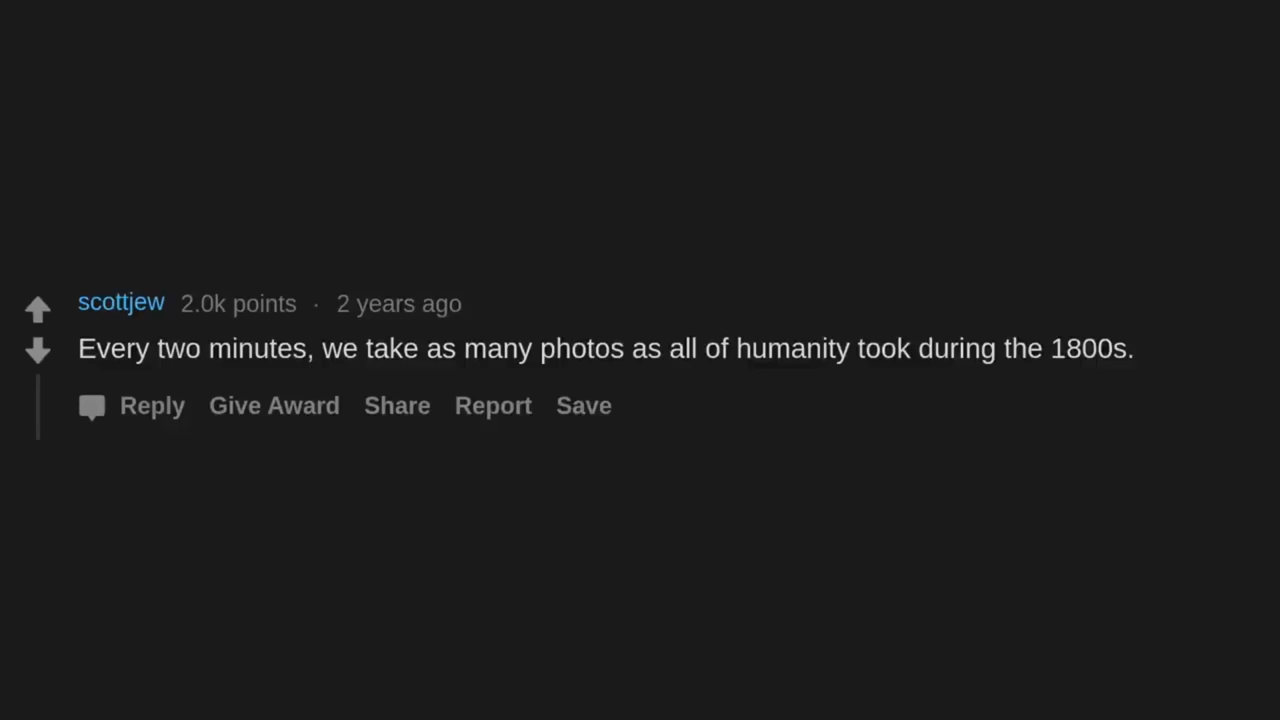 scottjew 2.0k points · 2 years ago
Every two minutes, we take as many photos as all of humanity took during the 1800s.
Reply Give Award Share Report Save